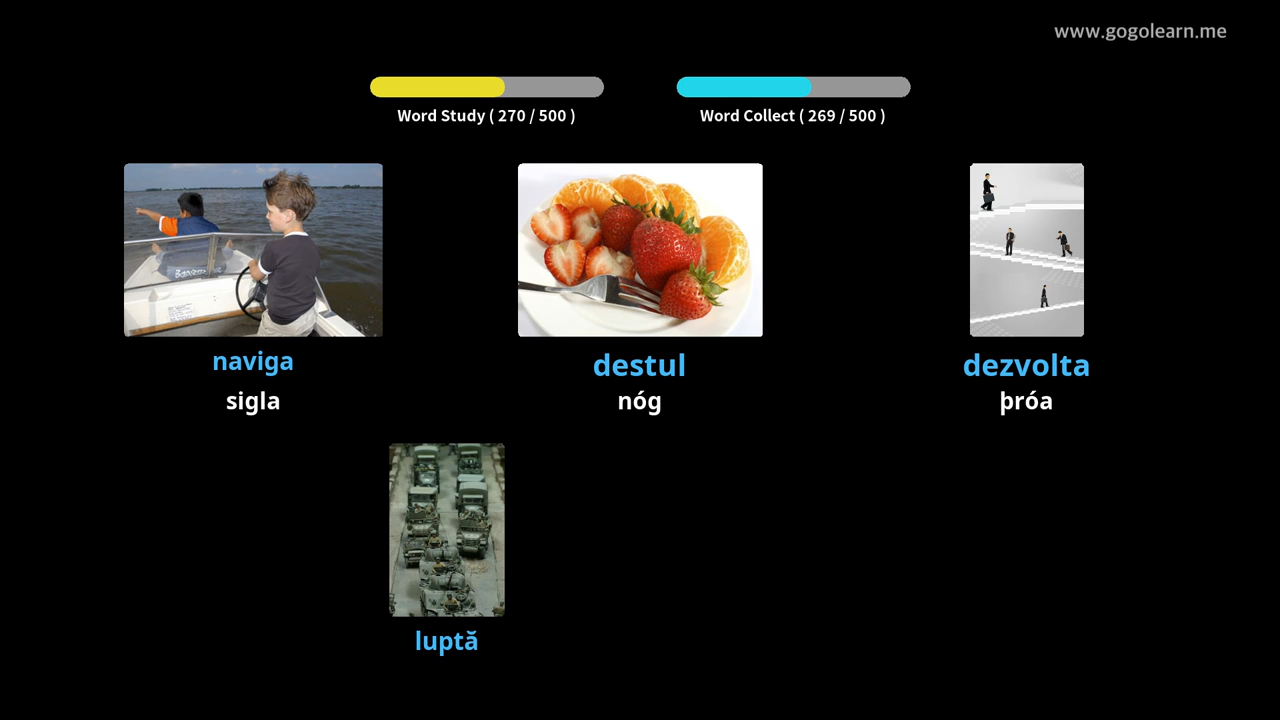 www.gogolearn.me
Word Study ( 270 / 500 )
Word Collect ( 269 / 500 )
naviga
sigla
destul
nóg
dezvolta
þróa
luptă